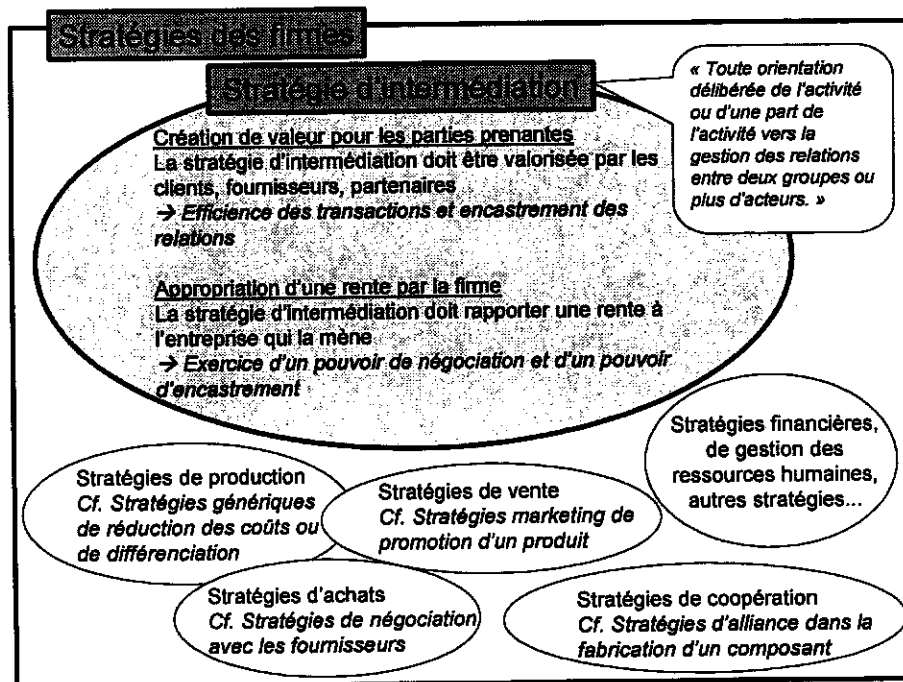 Stratégies des firmes
Stratégie d'intermédiation
« Toute orientation
délibérée de l'activité
ou d'une part de
l'activité vers la
gestion des relations
entre deux groupes ou
plus d'acteurs. »
Création de valeur pour les parties prenantes
La stratégie d'intermédiation doit être valorisée par les
clients, fournisseurs, partenaires
→ Efficience des transactions et encastrement des
relations
Appropriation d'une rente par la firme
La stratégie d'intermédiation doit rapporter une rente à
l'entreprise qui la mène
→ Exercice d'un pouvoir de négociation et d'un pouvoir
d'encastrement
Stratégies financières,
de gestion des
ressources humaines,
autres stratégies...
Stratégies de production
Cf. Stratégies génériques
de réduction des coûts ou
de différenciation
Stratégies de vente
Cf. Stratégies marketing de
promotion d'un produit
Stratégies d'achats
Cf. Stratégies de négociation
avec les fournisseurs
Stratégies de coopération
Cf. Stratégies d'alliance dans la
fabrication d'un composant